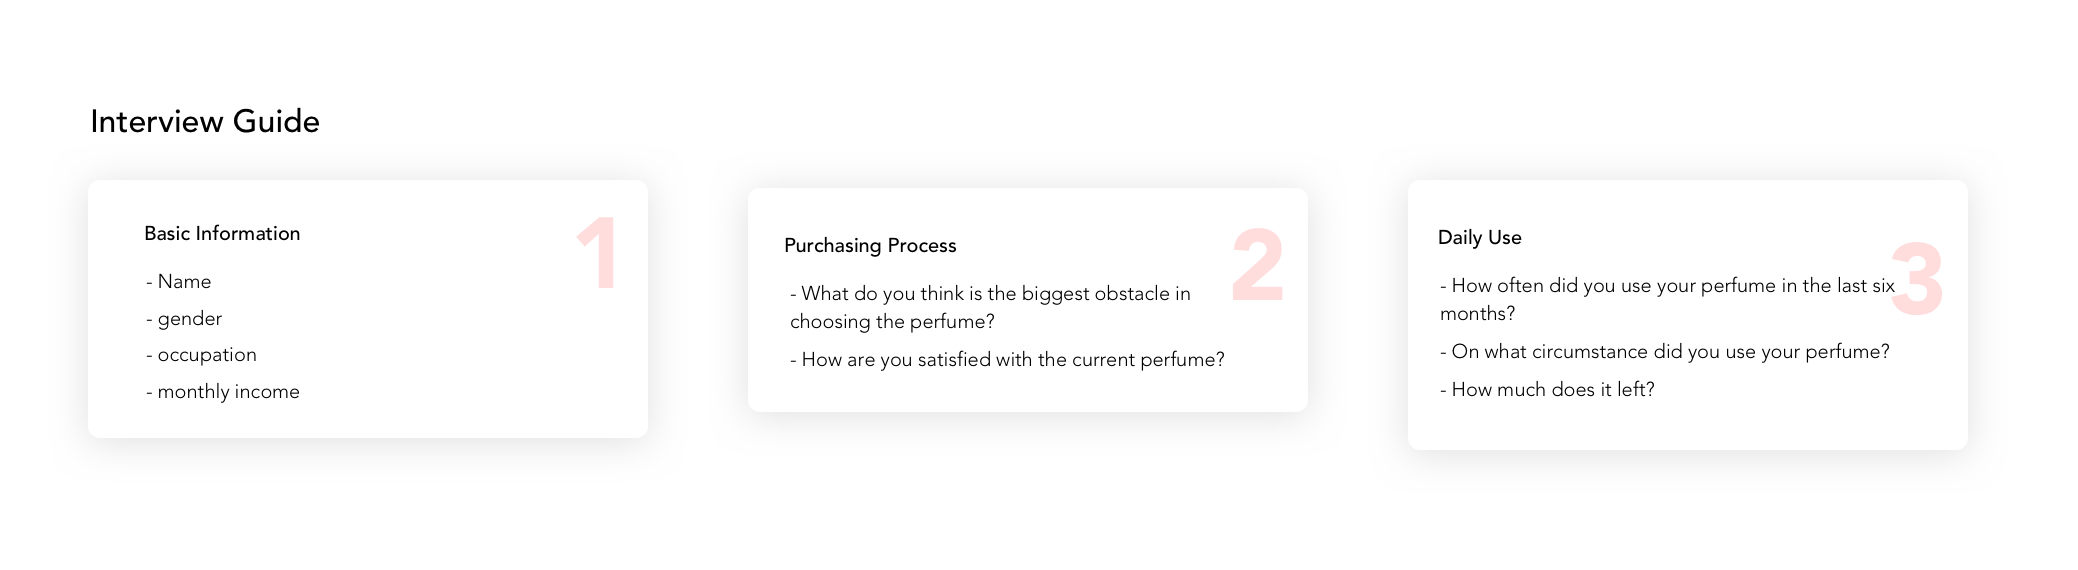 Interview Guide
Basic Information
1
- Name
- gender
- occupation
- monthly income
Purchasing Process
2
- What do you think is the biggest obstacle in
choosing the perfume?
- How are you satisfied with the current perfume?
Daily Use
3
- How often did you use your perfume in the last six
months?
- On what circumstance did you use your perfume?
- How much does it left?